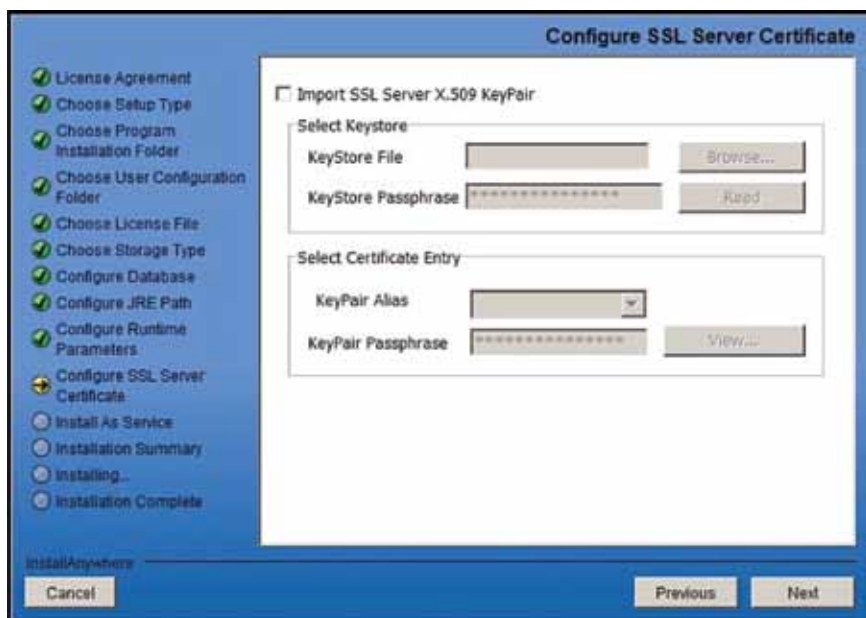 Configure SSL Server Certificate
License Agreement
Choose Setup Type
Choose Program
Installation Folder
Choose User Configuration
Folder
Choose License File
Choose Storage Type
Configure Database
Configure JRE Path
Configure Runtime
Parameters
Configure SSL Server
Certificate
Install As Service
Installation Summary
Installing...
Installation Complete
Import SSL Server X.509 KeyPair
Select Keystore
KeyStore File
Browse...
KeyStore Passphrase
***************
Read
Select Certificate Entry
KeyPair Alias
KeyPair Passphrase
***************
View...
InstallAnywhere
Cancel
Previous
Next